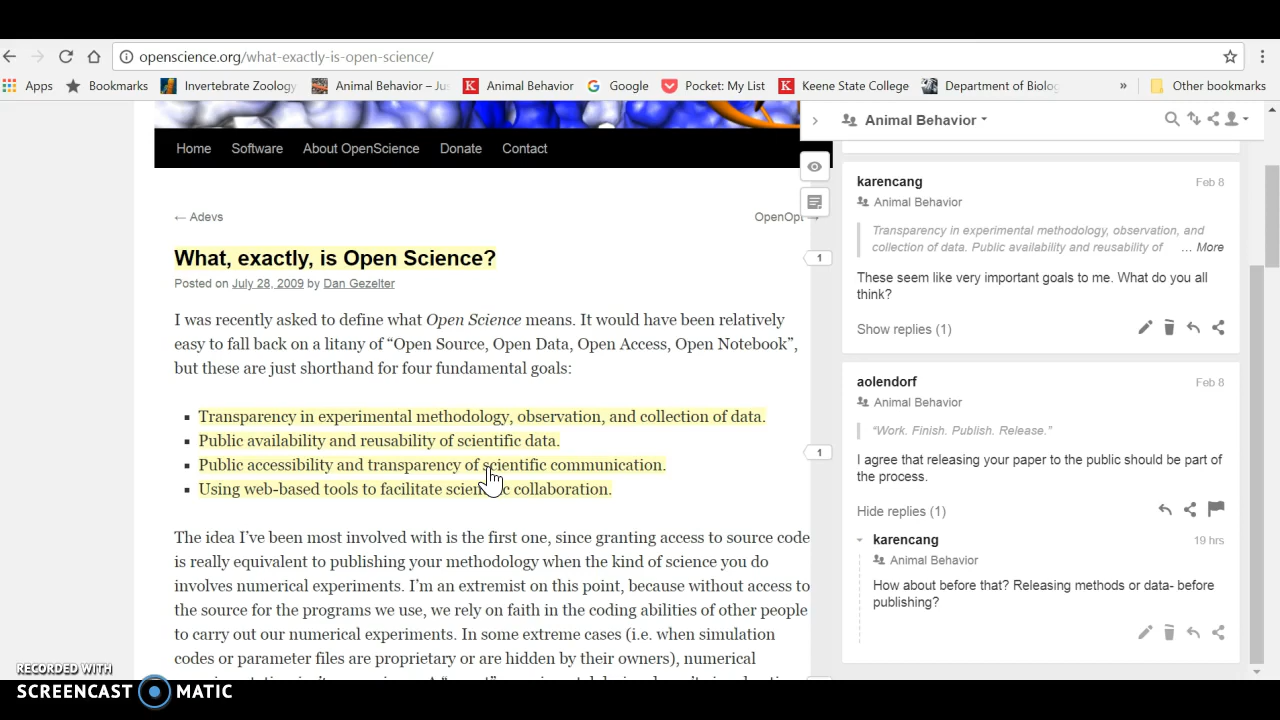 openscience.org/what-exactly-is-open-science/
Apps Bookmarks Invertebrate Zoology Animal Behavior – Jus Animal Behavior Google Pocket: My List Keene State College Department of Biolog » Other bookmarks
Home Software About OpenScience Donate Contact
← Adevs OpenOpt →
What, exactly, is Open Science?
Posted on July 28, 2009 by Dan Gezelter
I was recently asked to define what Open Science means. It would have been relatively
easy to fall back on a litany of “Open Source, Open Data, Open Access, Open Notebook”,
but these are just shorthand for four fundamental goals:
▪ Transparency in experimental methodology, observation, and collection of data.
▪ Public availability and reusability of scientific data.
▪ Public accessibility and transparency of scientific communication.
▪ Using web-based tools to facilitate scientific collaboration.
The idea I’ve been most involved with is the first one, since granting access to source code
is really equivalent to publishing your methodology when the kind of science you do
involves numerical experiments. I’m an extremist on this point, because without access to
the source for the programs we use, we rely on faith in the coding abilities of other people
to carry out our numerical experiments. In some extreme cases (i.e. when simulation
codes or parameter files are proprietary or are hidden by their owners), numerical
1
1
Animal Behavior
karencang Feb 8
Animal Behavior
Transparency in experimental methodology, observation, and
collection of data. Public availability and reusability of ... More
These seem like very important goals to me. What do you all
think?
Show replies (1)
aolendorf Feb 8
Animal Behavior
“Work. Finish. Publish. Release.”
I agree that releasing your paper to the public should be part of
the process.
Hide replies (1)
karencang 19 hrs
Animal Behavior
How about before that? Releasing methods or data- before
publishing?
RECORDED WITH
SCREENCAST MATIC